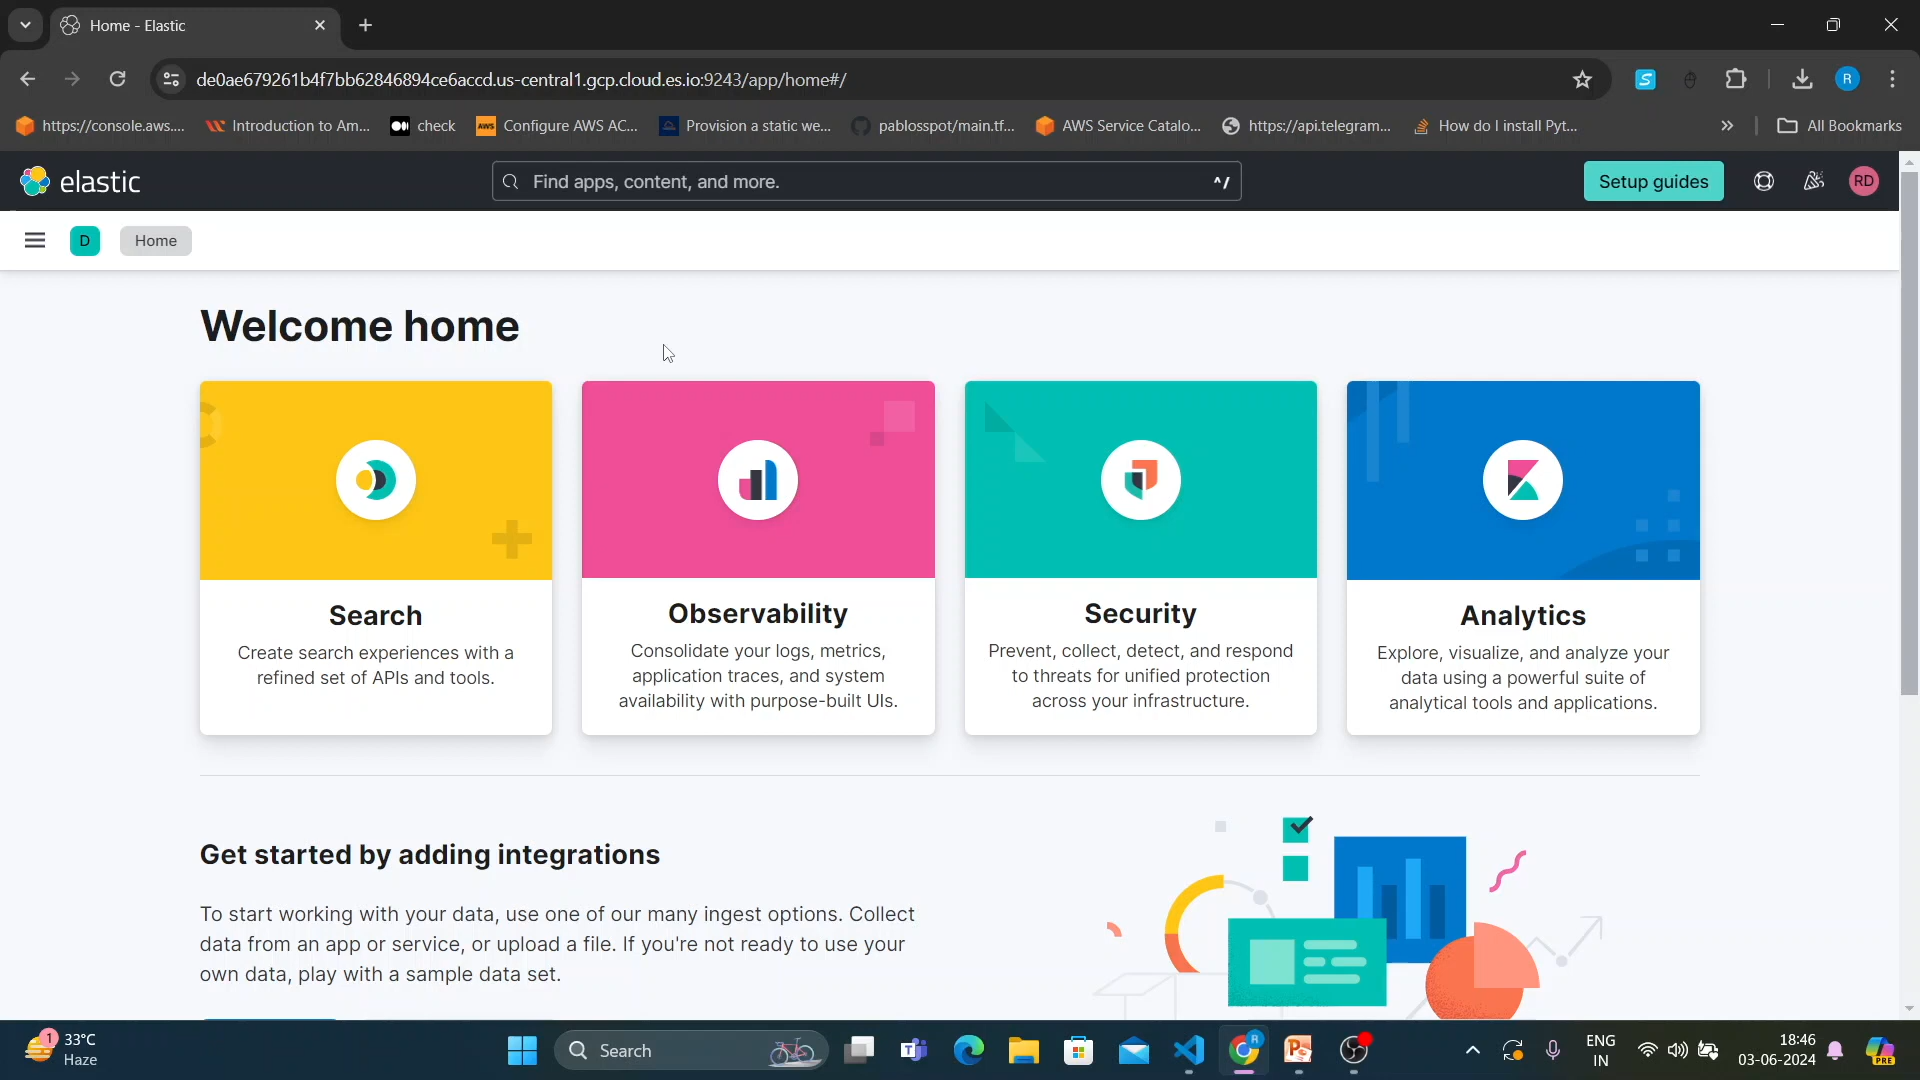 Home - Elastic
de0ae679261b4f7bb62846894ce6accd.us-central1.gcp.cloud.es.io:9243/app/home#/
S
R
https://console.aws....
Introduction to Am...
check
AWS
Configure AWS AC...
Provision a static we...
pablosspot/main.tf...
AWS Service Catalo...
https://api.telegram...
How do I install Pyt...
»
All Bookmarks
elastic
Find apps, content, and more.
^/
Setup guides
RD
D
Home
Welcome home
Search
Create search experiences with a
refined set of APIs and tools.
Observability
Consolidate your logs, metrics,
application traces, and system
availability with purpose-built UIs.
Security
Prevent, collect, detect, and respond
to threats for unified protection
across your infrastructure.
Analytics
Explore, visualize, and analyze your
data using a powerful suite of
analytical tools and applications.
Get started by adding integrations
To start working with your data, use one of our many ingest options. Collect
data from an app or service, or upload a file. If you're not ready to use your
own data, play with a sample data set.
1
33°C
Haze
Search
R
ENG
IN
18:46
03-06-2024
PRE